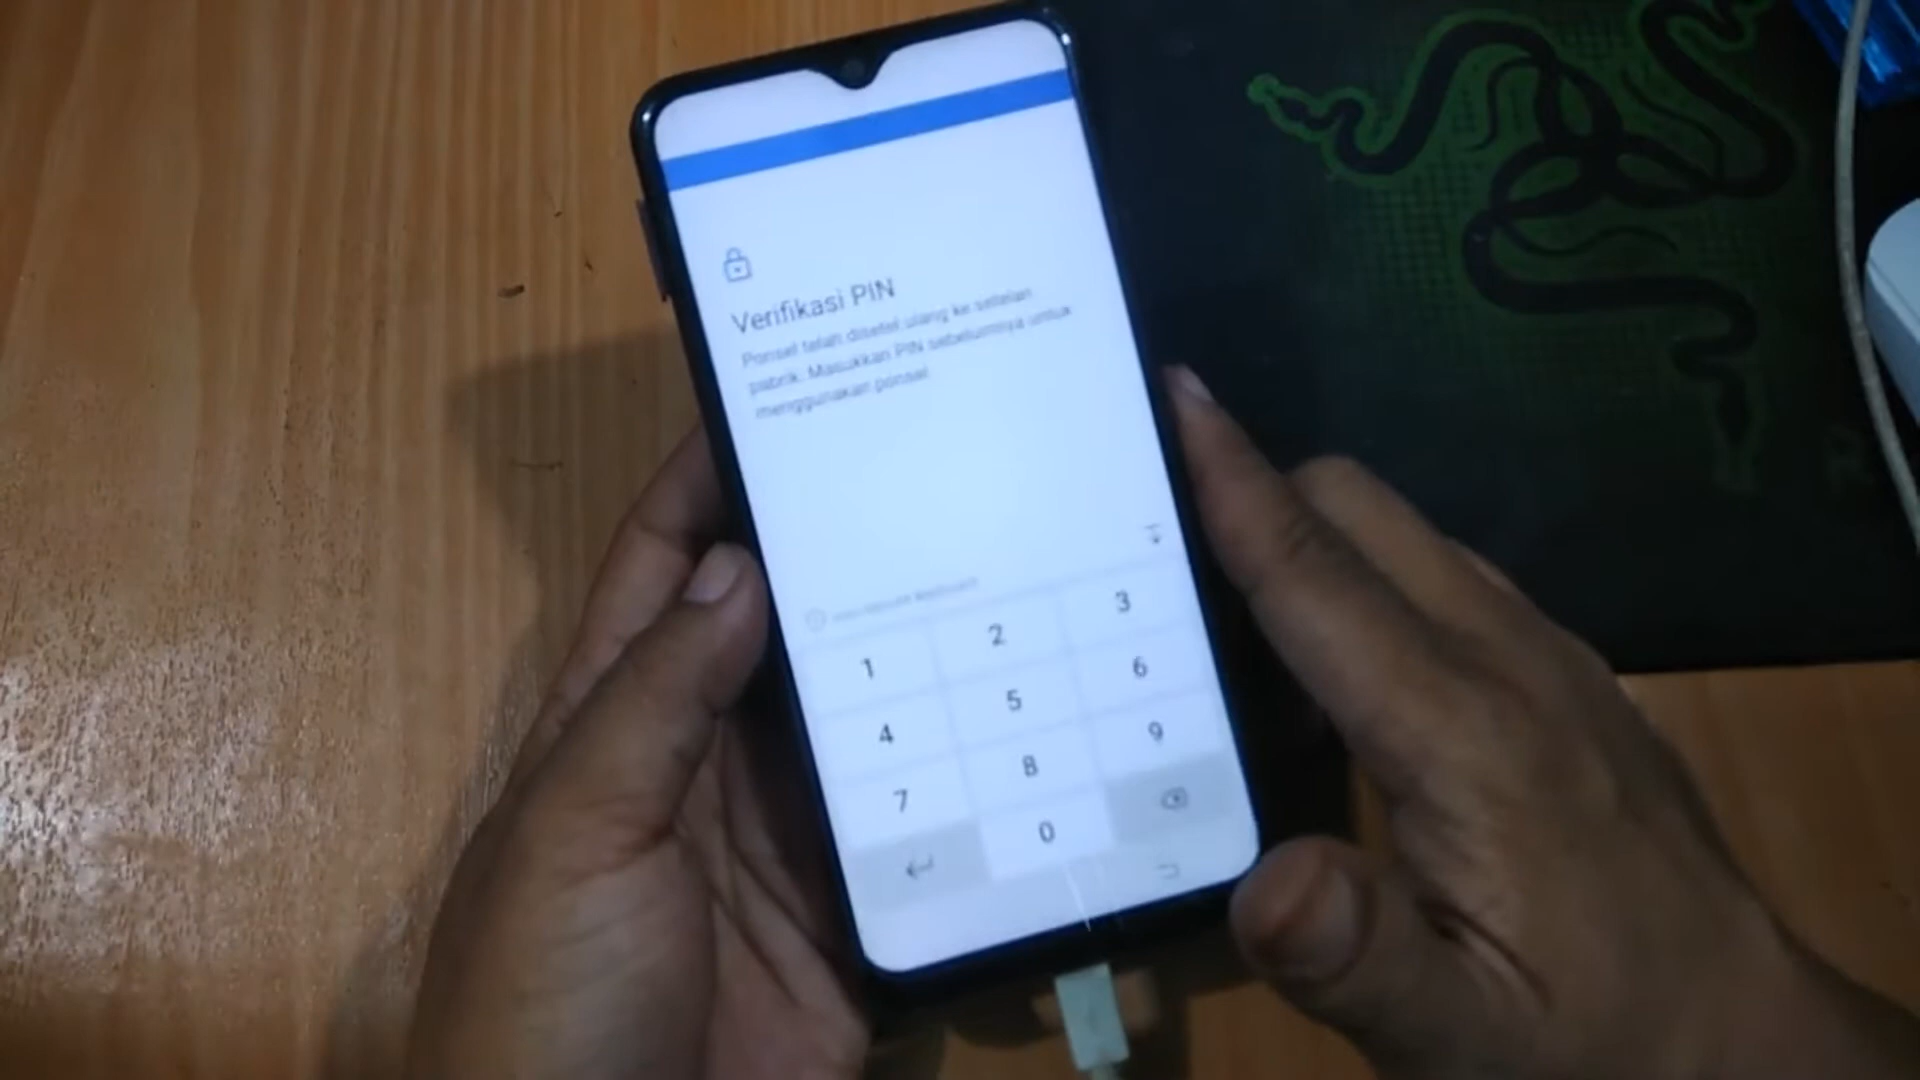 Verifikasi PIN
Ponsel telah disetel ulang ke setelan
pabrik. Masukkan PIN sebelumnya untuk
menggunakan ponsel.
1 2 3
4 5 6
7 8 9
0